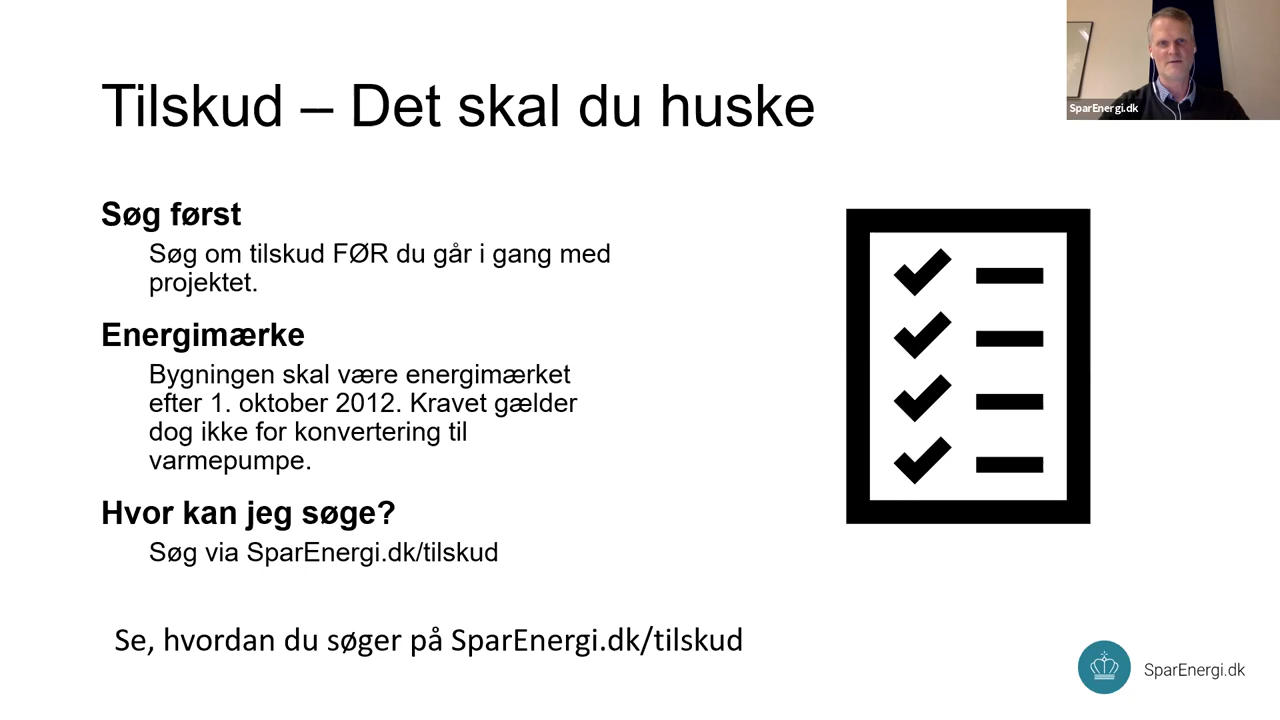 Tilskud – Det skal du huske
SparEnergi.dk
Søg først
Søg om tilskud FØR du går i gang med
projektet.
Energimærke
Bygningen skal være energimærket
efter 1. oktober 2012. Kravet gælder
dog ikke for konvertering til
varmepumpe.
Hvor kan jeg søge?
Søg via SparEnergi.dk/tilskud
Se, hvordan du søger på SparEnergi.dk/tilskud
SparEnergi.dk